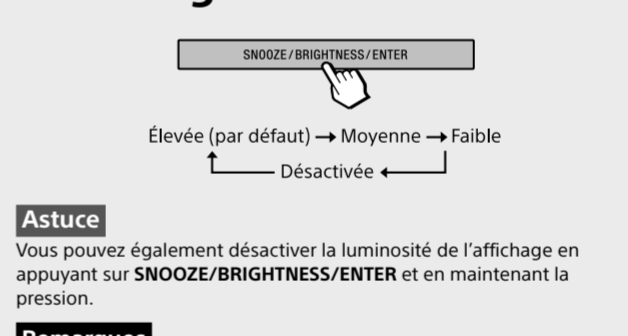 SNOOZE/BRIGHTNESS/ENTER
Élevée (par défaut) → Moyenne → Faible
Désactivée
Astuce
Vous pouvez également désactiver la luminosité de l'affichage en
appuyant sur SNOOZE/BRIGHTNESS/ENTER et en maintenant la
pression.
Remarques